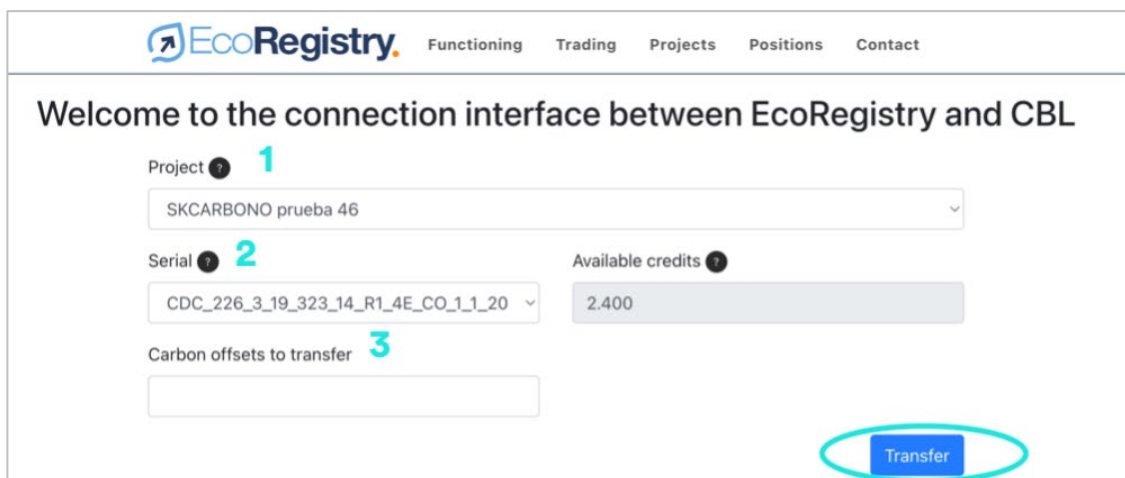 EcoRegistry. Functioning Trading Projects Positions Contact
Welcome to the connection interface between EcoRegistry and CBL
Project ? 1
SKCARBONO prueba 46
Serial ? 2 Available credits ?
CDC_226_3_19_323_14_R1_4E_CO_1_1_20 2.400
Carbon offsets to transfer 3
Transfer